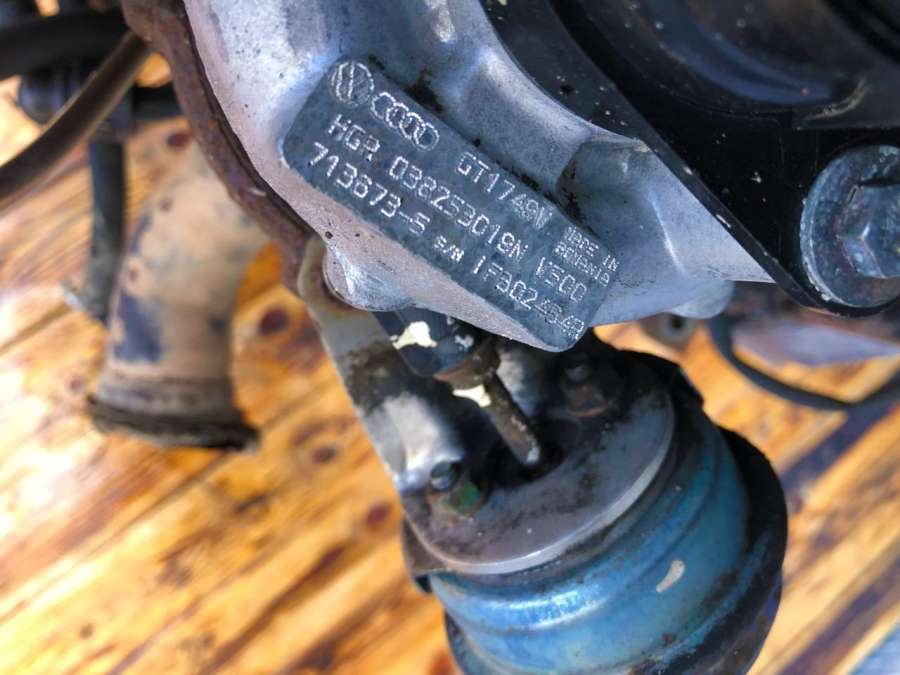 GT1749V
MADE IN
ROMANIA
HGR 038253019N V500
713673-5 S/N